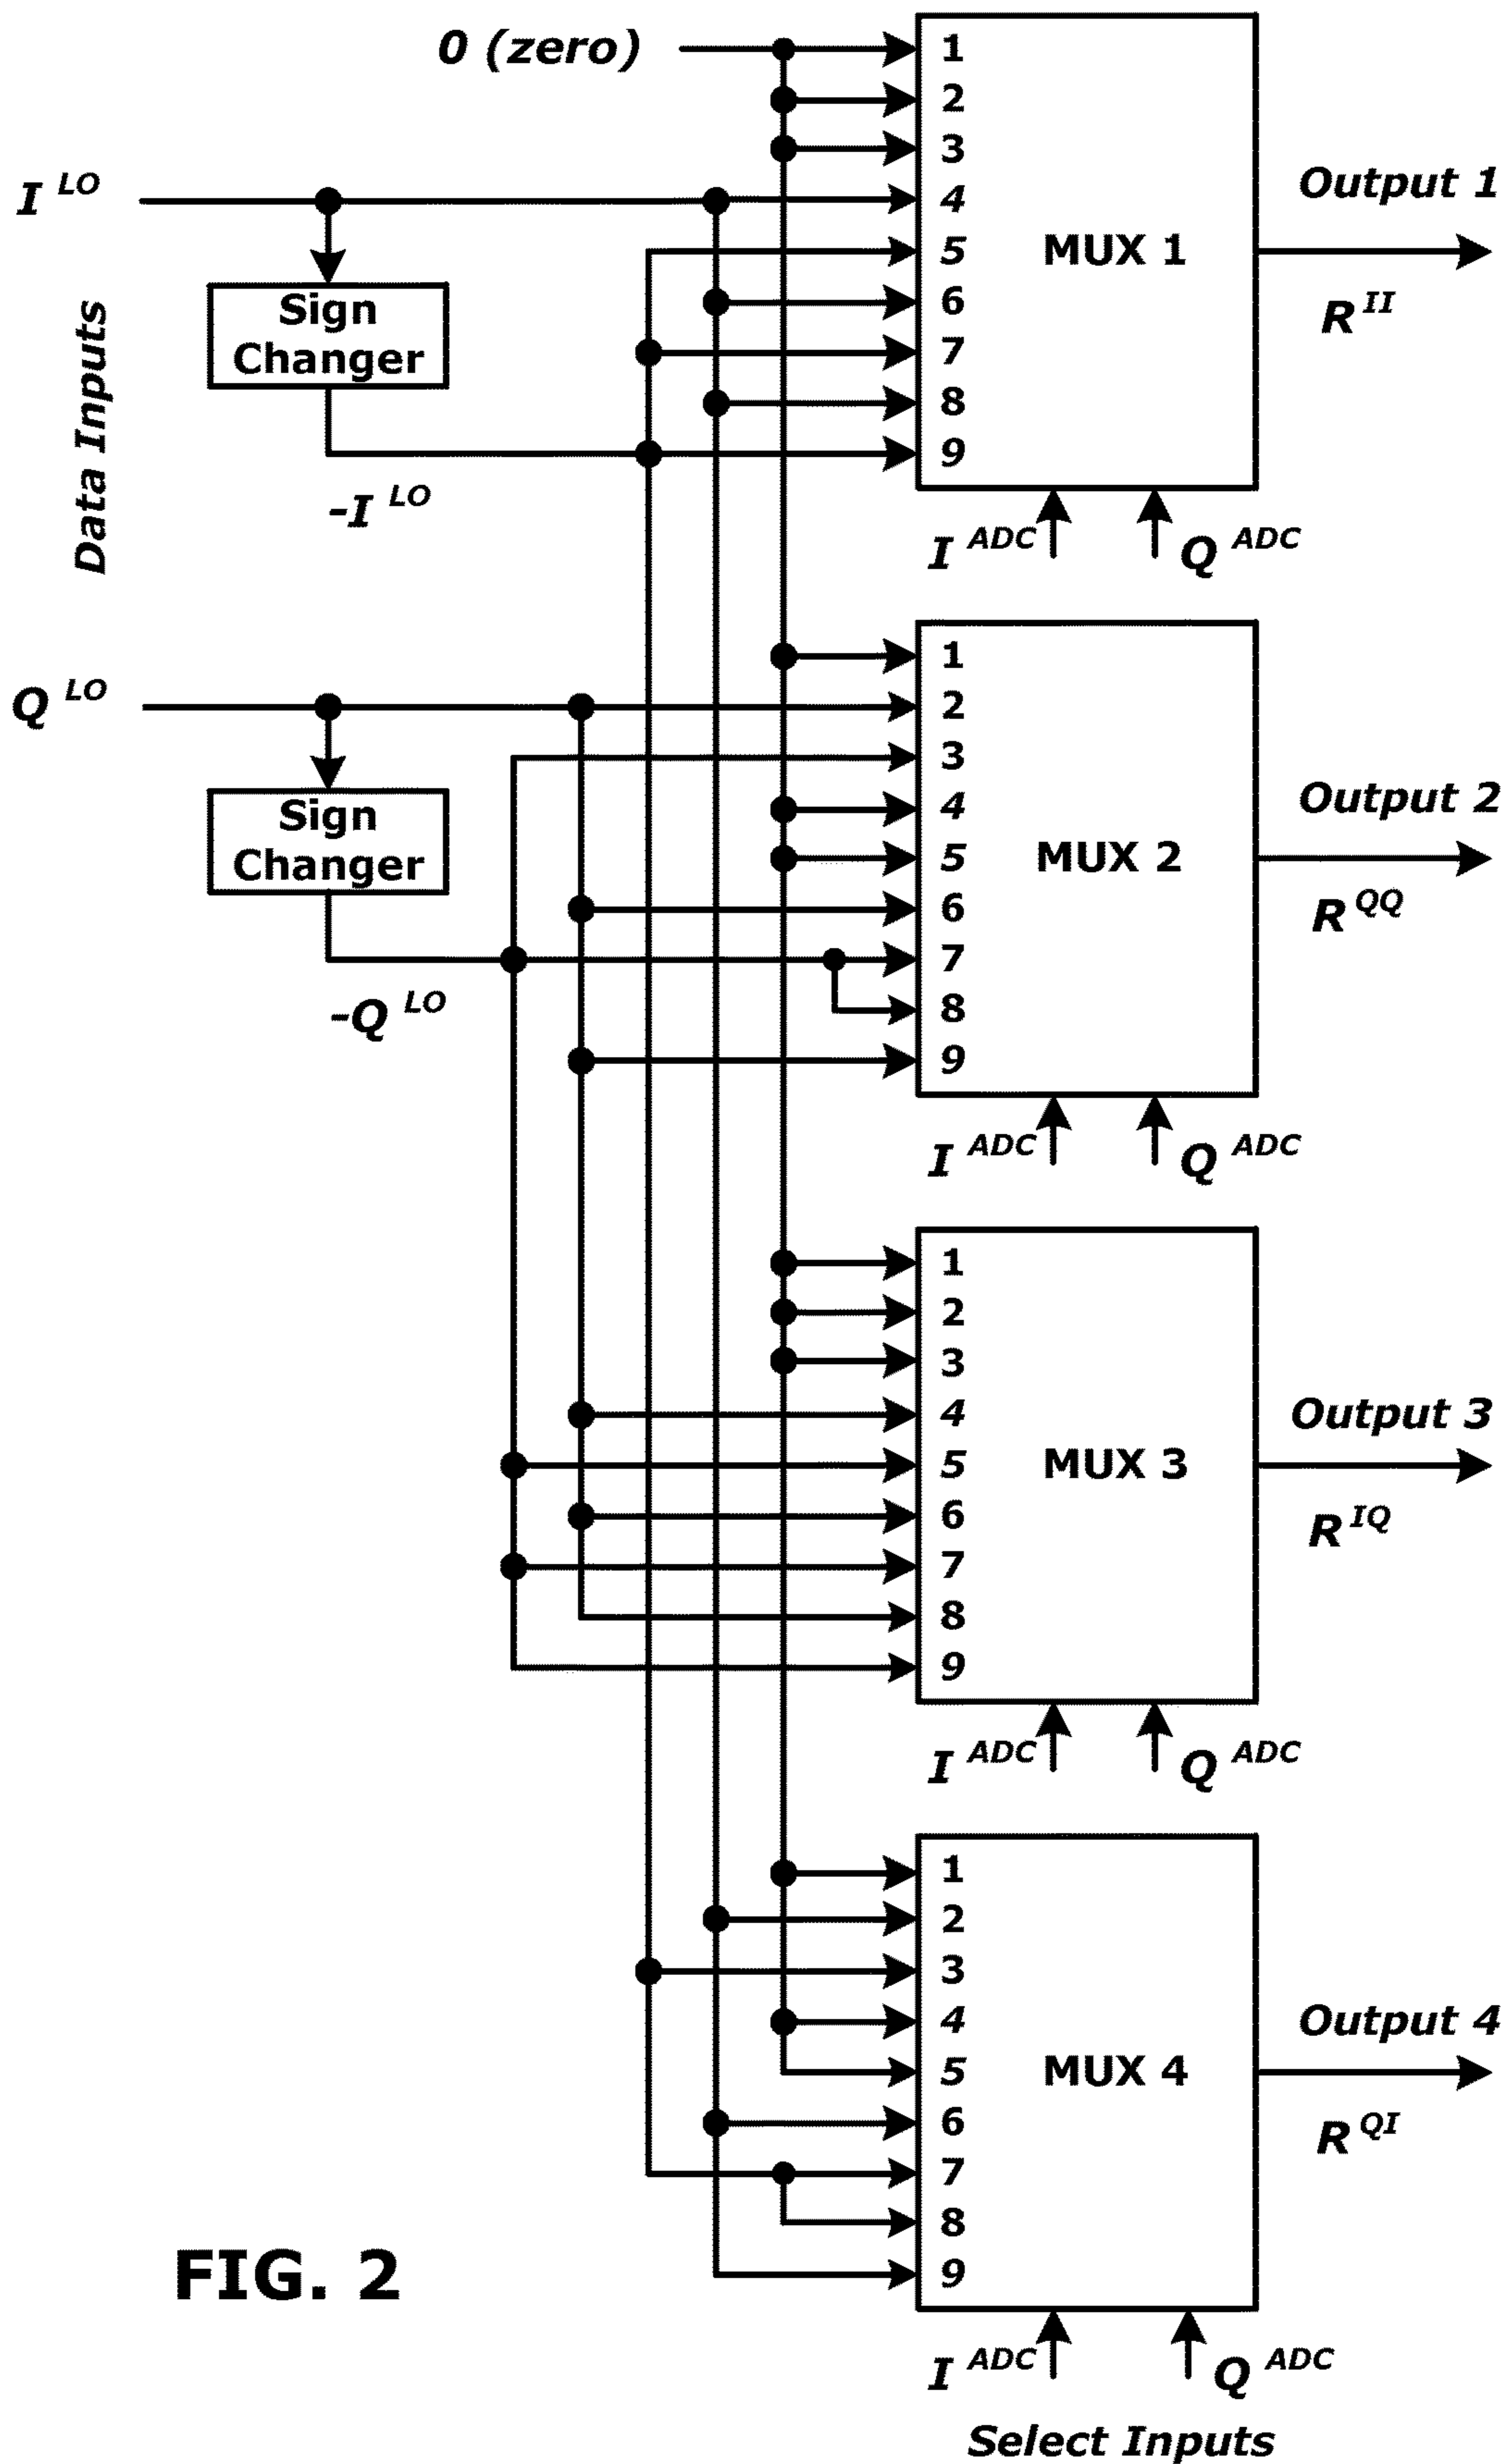 0 (zero)
1
2
3
4
5
6
7
8
9
MUX 1
Output 1
R II
I LO
Sign
Changer
-I LO
Data Inputs
I ADC
Q ADC
1
2
3
4
5
6
7
8
9
MUX 2
Output 2
R QQ
Q LO
Sign
Changer
-Q LO
I ADC
Q ADC
1
2
3
4
5
6
7
8
9
MUX 3
Output 3
R IQ
I ADC
Q ADC
1
2
3
4
5
6
7
8
9
MUX 4
Output 4
R QI
I ADC
Q ADC
Select Inputs
FIG. 2